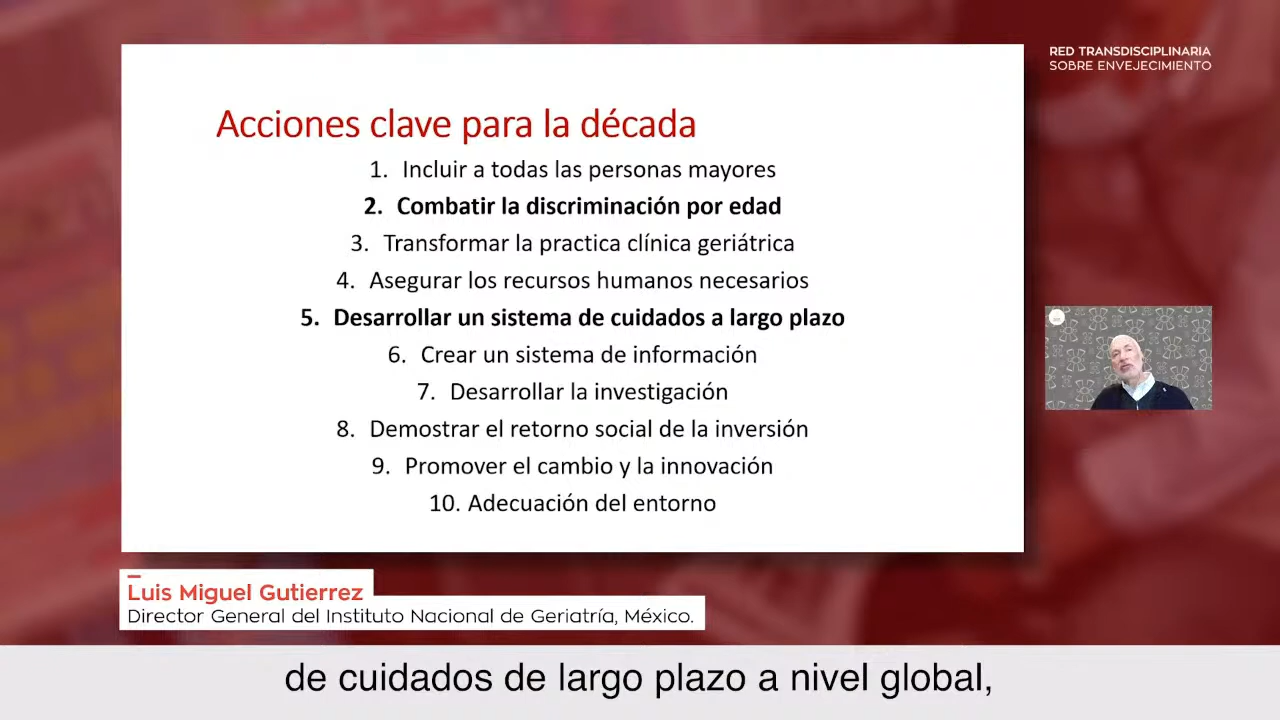 RED TRANSDISCIPLINARIA
SOBRE ENVEJECIMIENTO
Acciones clave para la década
1. Incluir a todas las personas mayores
2. Combatir la discriminación por edad
3. Transformar la practica clínica geriátrica
4. Asegurar los recursos humanos necesarios
5. Desarrollar un sistema de cuidados a largo plazo
6. Crear un sistema de información
7. Desarrollar la investigación
8. Demostrar el retorno social de la inversión
9. Promover el cambio y la innovación
10. Adecuación del entorno
Luis Miguel Gutierrez
Director General del Instituto Nacional de Geriatría, México.
de cuidados de largo plazo a nivel global,